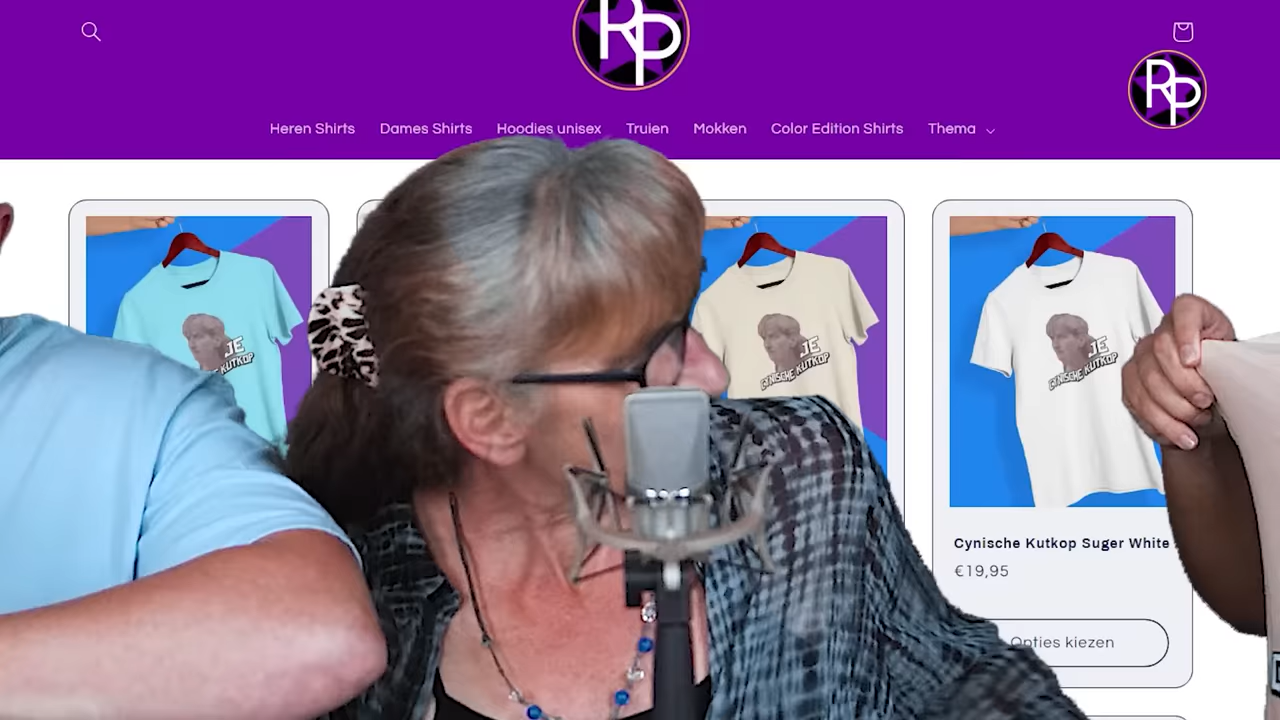 RP
RP
Heren Shirts Dames Shirts Hoodies unisex Truien Mokken Color Edition Shirts Thema
JE
KUTKOP
JE
CYNISCHE KUTKOP
JE
CYNISCHE KUTKOP
Cynische Kutkop Suger White
€19,95
Opties kiezen